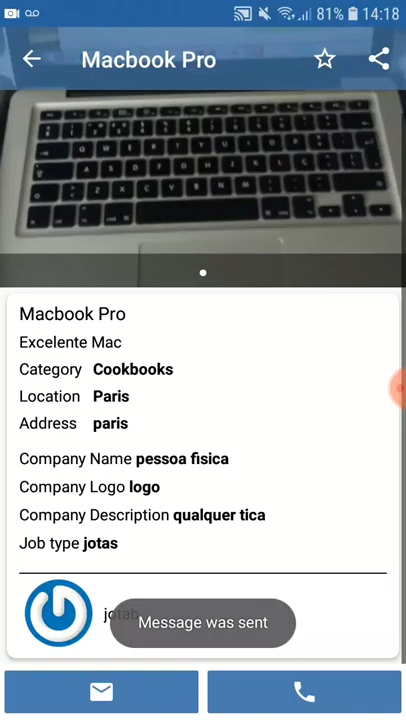 81% 14:18
Macbook Pro
Macbook Pro
Excelente Mac
Category Cookbooks
Location Paris
Address paris
Company Name pessoa fisica
Company Logo logo
Company Description qualquer tica
Job type jotas
jotab
Message was sent